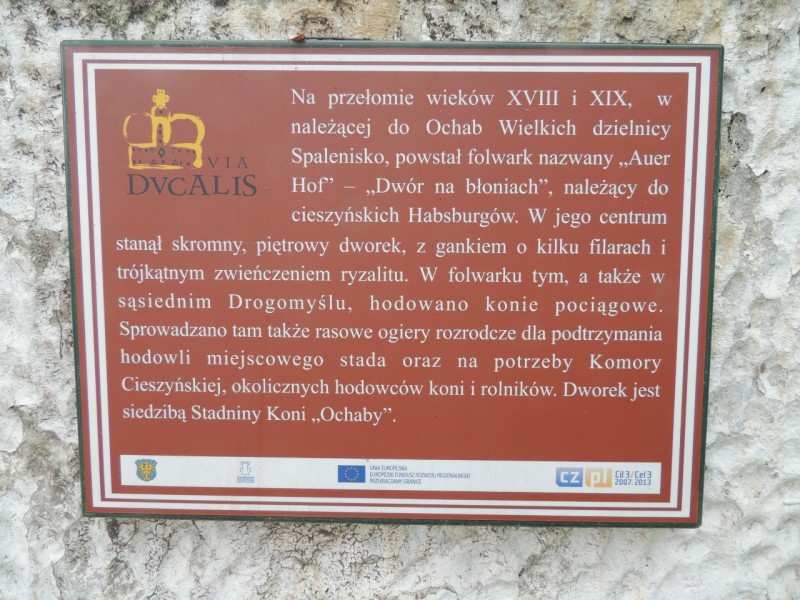 VIA
DVCALIS
Na przełomie wieków XVIII i XIX, w
należącej do Ochab Wielkich dzielnicy
Spalenisko, powstał folwark nazwany „Auer
Hof” – „Dwór na błoniach”, należący do
cieszyńskich Habsburgów. W jego centrum
stanął skromny, piętrowy dworek, z gankiem o kilku filarach i
trójkątnym zwieńczeniem ryzalitu. W folwarku tym, a także w
sąsiednim Drogomyślu, hodowano konie pociągowe.
Sprowadzano tam także rasowe ogiery rozrodcze dla podtrzymania
hodowli miejscowego stada oraz na potrzeby Komory
Cieszyńskiej, okolicznych hodowców koni i rolników. Dworek jest
siedzibą Stadniny Koni „Ochaby”.
UNIA EUROPEJSKA
EUROPEJSKI FUNDUSZ ROZWOJU REGIONALNEGO
PRZEKRACZAMY GRANICE
cz pl
Cíl 3 / Cel 3
2007.2013